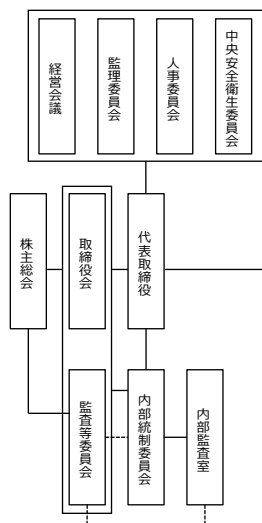 経営会議
監理委員会
人事委員会
中央安全衛生委員会
株主総会
取締役会
代表取締役
監査等委員会
内部統制委員会
内部監査室